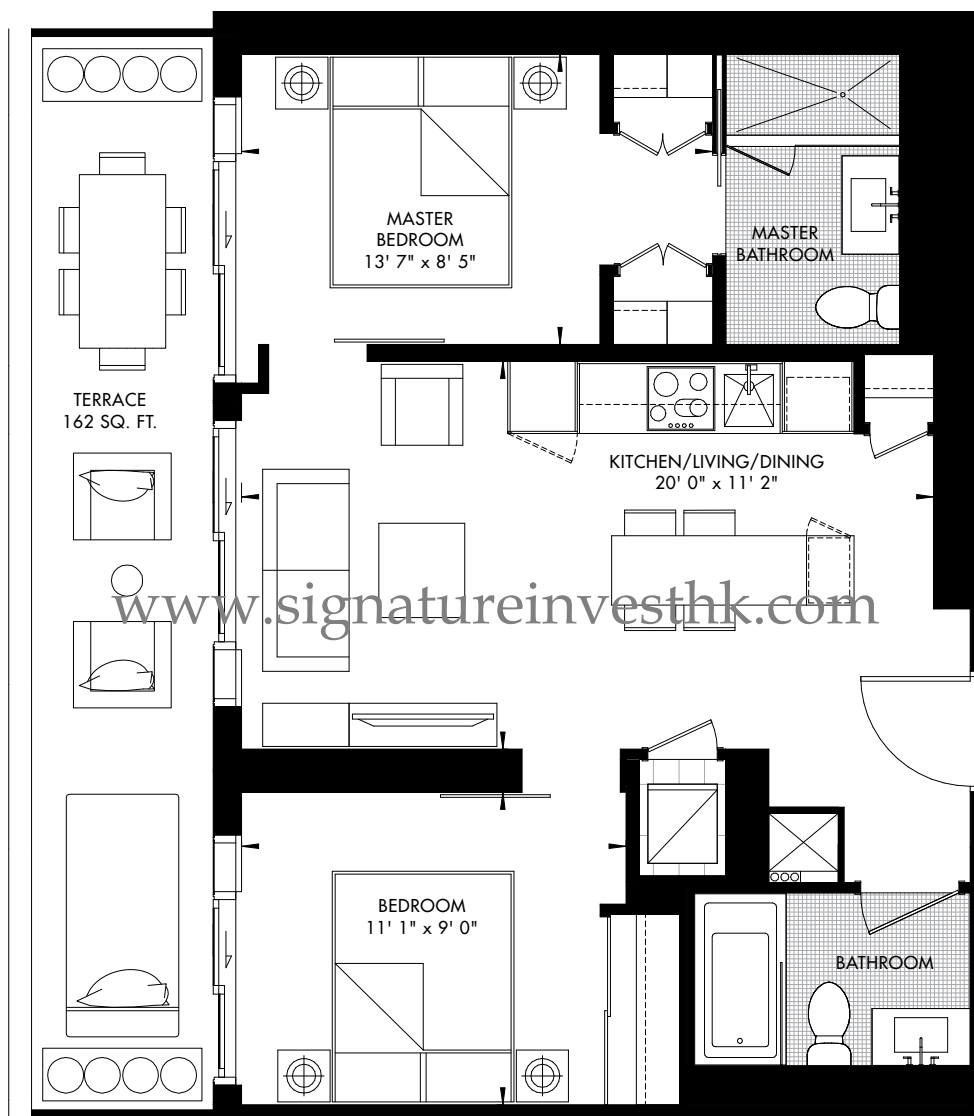 MASTER
BEDROOM
13' 7" x 8' 5"
MASTER
BATHROOM
TERRACE
162 SQ. FT.
KITCHEN/LIVING/DINING
20' 0" x 11' 2"
www.signatureinvesthk.com
BEDROOM
11' 1" x 9' 0"
BATHROOM